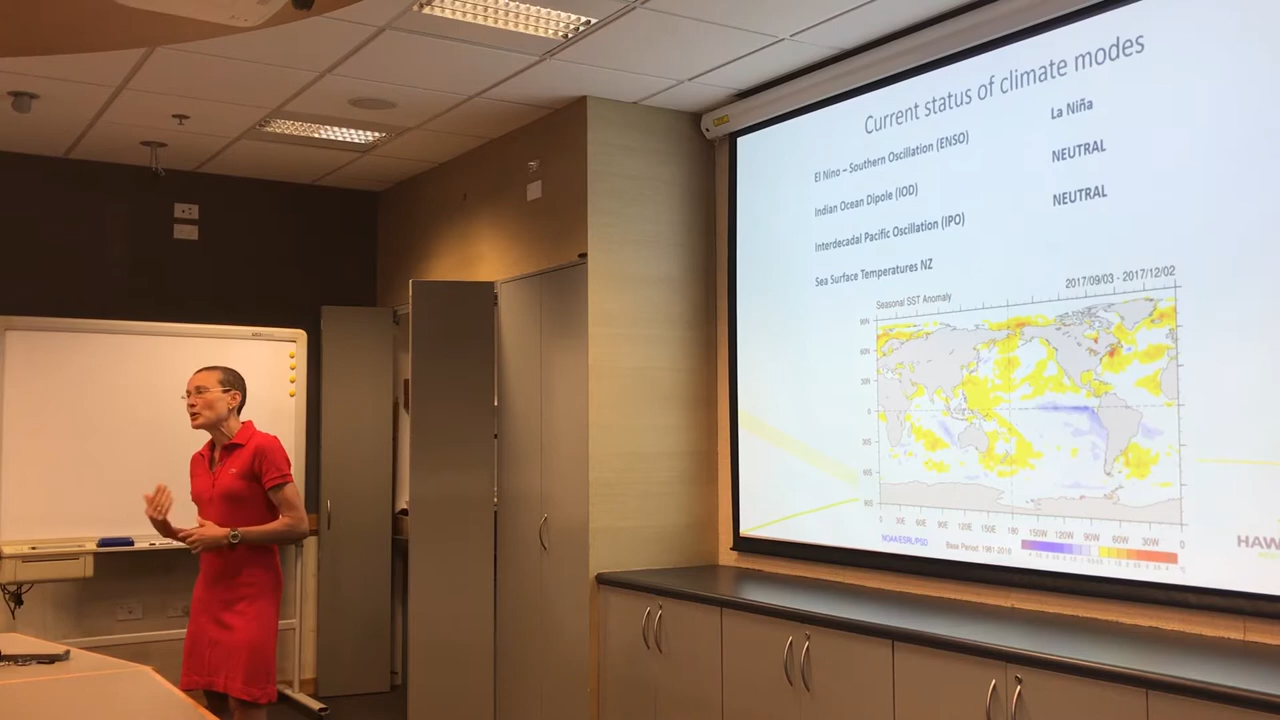 Current status of climate modes
El Nino – Southern Oscillation (ENSO) La Niña
Indian Ocean Dipole (IOD) NEUTRAL
Interdecadal Pacific Oscillation (IPO) NEUTRAL
Sea Surface Temperatures NZ
Seasonal SST Anomaly 2017/09/03 - 2017/12/02
90N
60N
30N
0
30S
60S
90S
0 30E 60E 90E 120E 150E 180 150W 120W 90W 60W 30W 0
NOAA/ESRL/PSD Base Period: 1981-2010
HAW